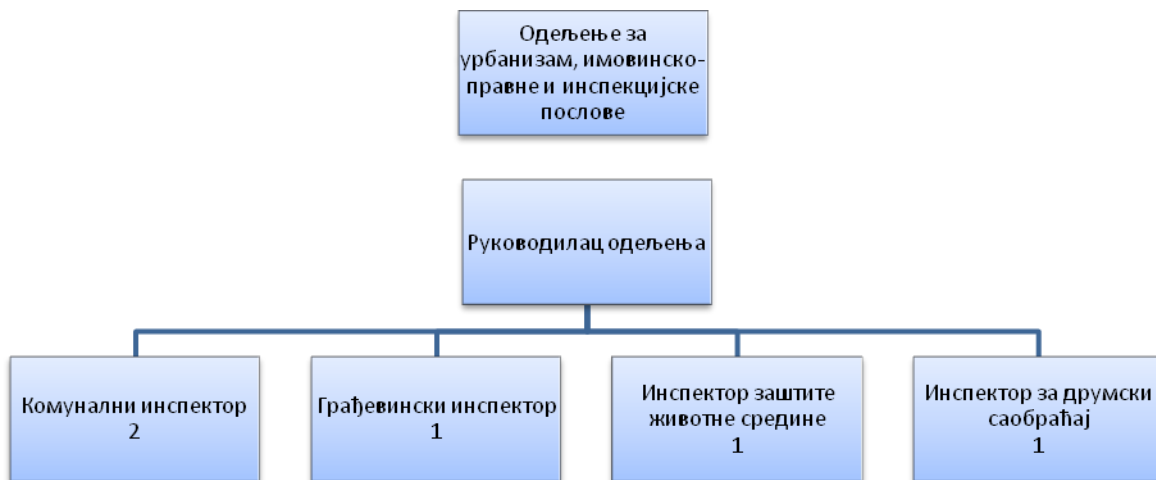 Одељење за
урбанизам, имовинско-
правне и инспекцијске
послове
Руководилац одељења
Комунални инспектор
2
Грађевински инспектор
1
Инспектор заштите
животне средине
1
Инспектор за друмски
саобраћај
1